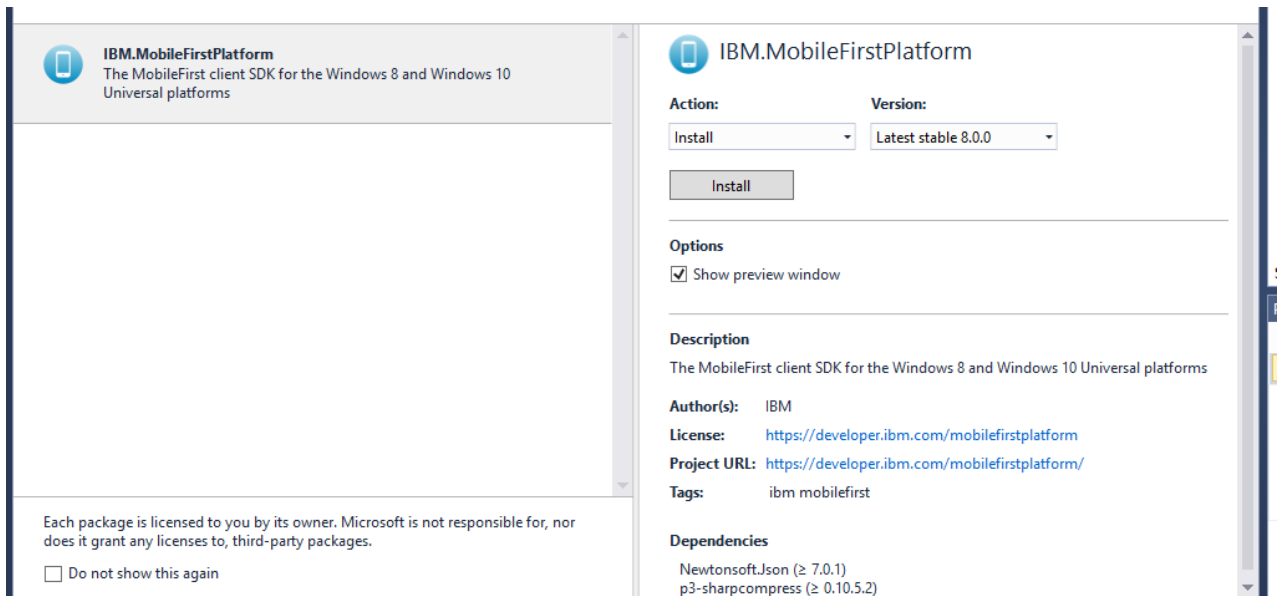 IBM.MobileFirstPlatform
The MobileFirst client SDK for the Windows 8 and Windows 10
Universal platforms
Each package is licensed to you by its owner. Microsoft is not responsible for, nor
does it grant any licenses to, third-party packages.
Do not show this again
IBM.MobileFirstPlatform
Action: Version:
Install Latest stable 8.0.0
Install
Options
Show preview window
Description
The MobileFirst client SDK for the Windows 8 and Windows 10 Universal platforms
Author(s): IBM
License: https://developer.ibm.com/mobilefirstplatform
Project URL: https://developer.ibm.com/mobilefirstplatform/
Tags: ibm mobilefirst
Dependencies
Newtonsoft.Json (≥ 7.0.1)
p3-sharpcompress (≥ 0.10.5.2)